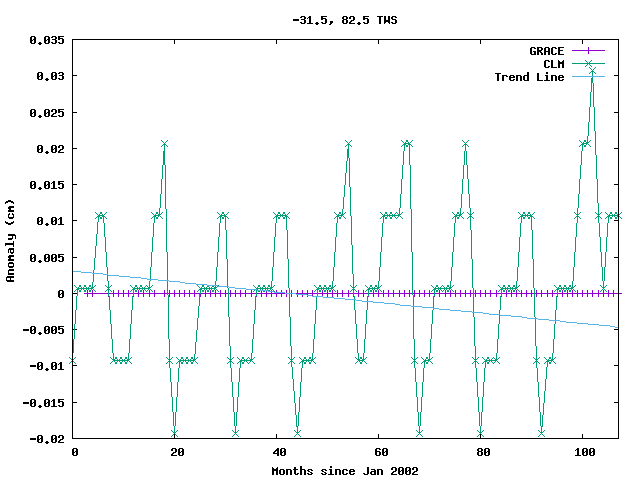 -31.5, 82.5 TWS
0.035
0.03
0.025
0.02
0.015
0.01
0.005
0
-0.005
-0.01
-0.015
-0.02
Anomaly (cm)
GRACE
CLM
Trend Line
0 20 40 60 80 100
Months since Jan 2002